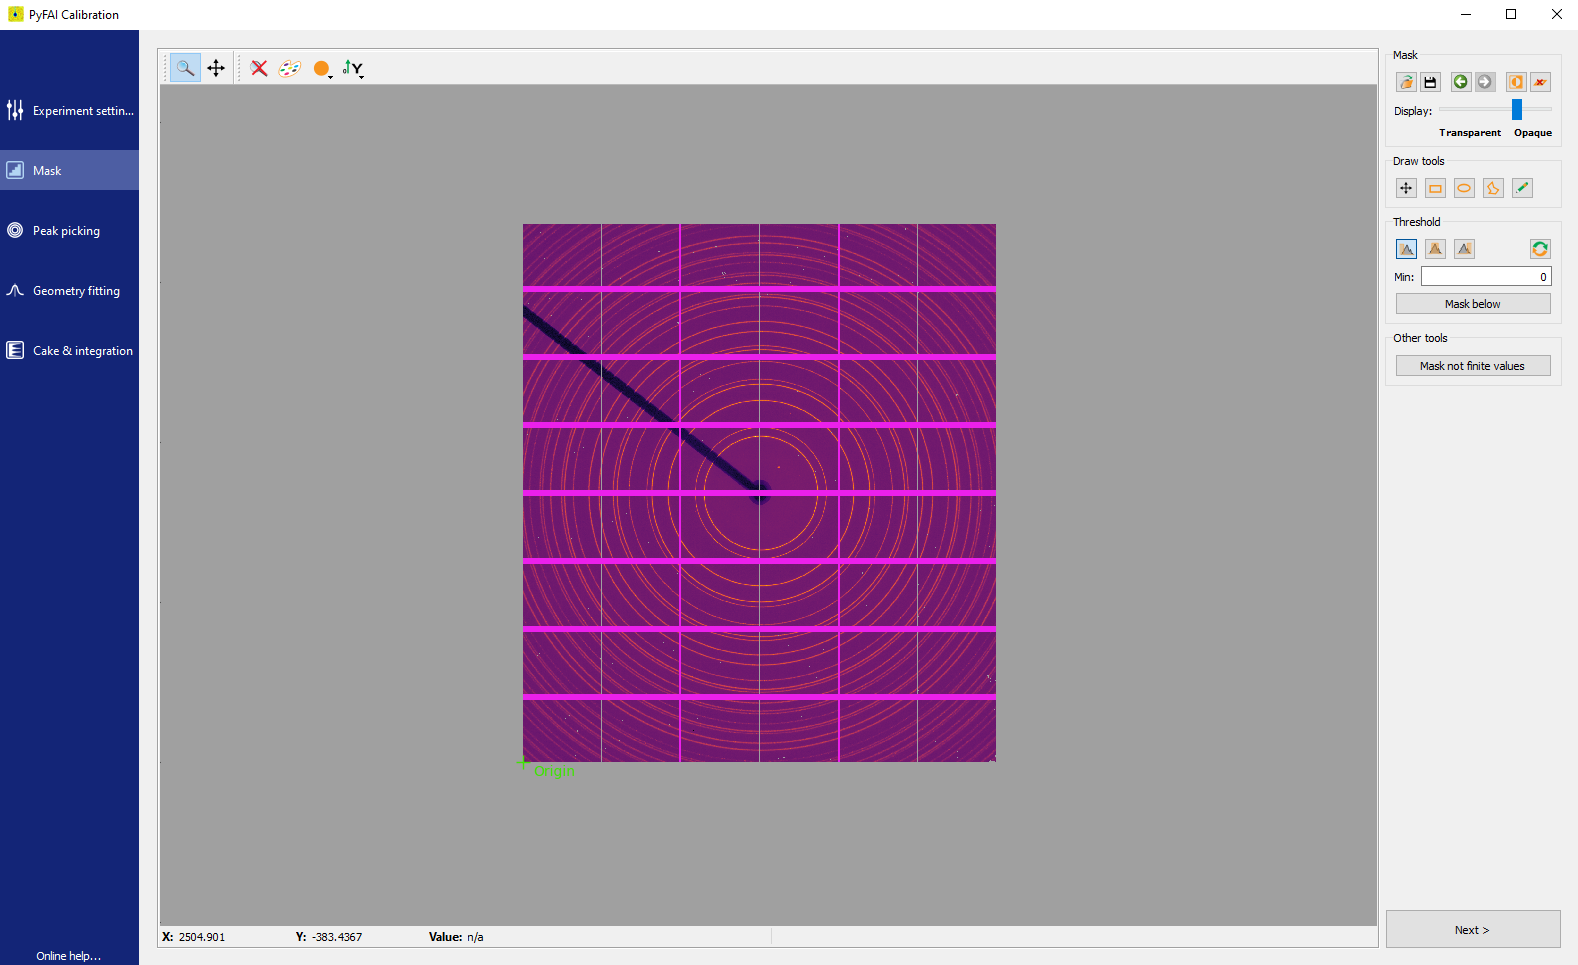 PyFAI Calibration
Experiment settin...
Mask
Peak picking
Geometry fitting
Cake & integration
Online help...
Y
Origin
X: 2504.901 Y: -383.4367 Value: n/a
Mask
Display:
Transparent Opaque
Draw tools
Threshold
Min: 0
Mask below
Other tools
Mask not finite values
Next >